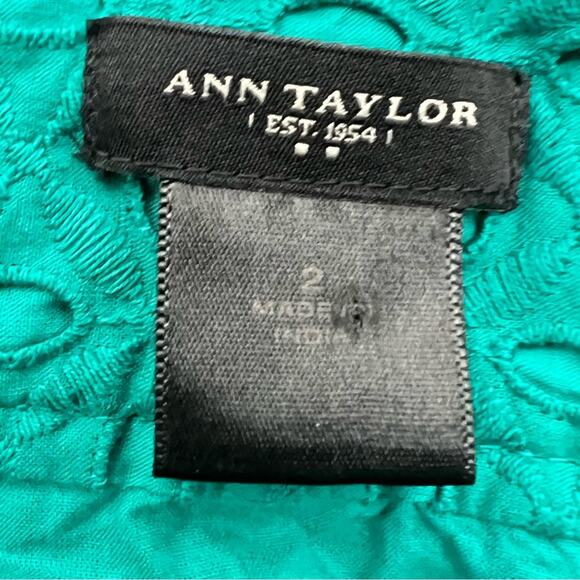 ANN TAYLOR
EST. 1954
2
MADE IN
INDIA